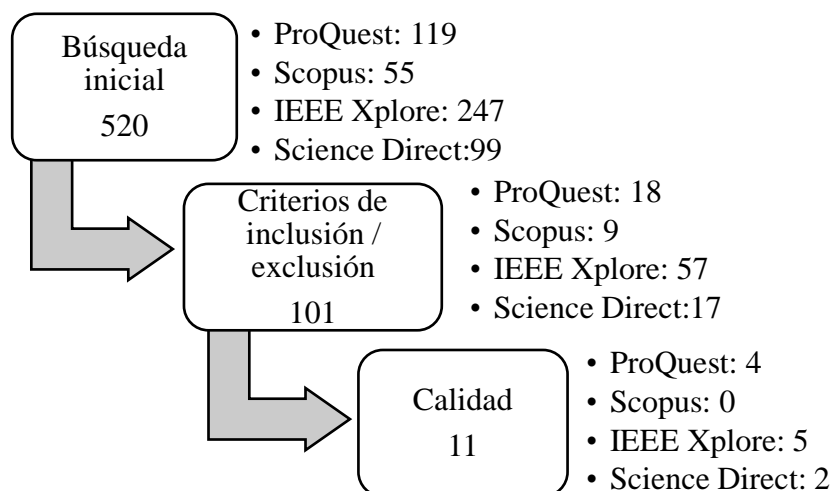 Búsqueda
inicial
520
• ProQuest: 119
• Scopus: 55
• IEEE Xplore: 247
• Science Direct:99
Criterios de
inclusión /
exclusión
101
• ProQuest: 18
• Scopus: 9
• IEEE Xplore: 57
• Science Direct:17
Calidad
11
• ProQuest: 4
• Scopus: 0
• IEEE Xplore: 5
• Science Direct: 2